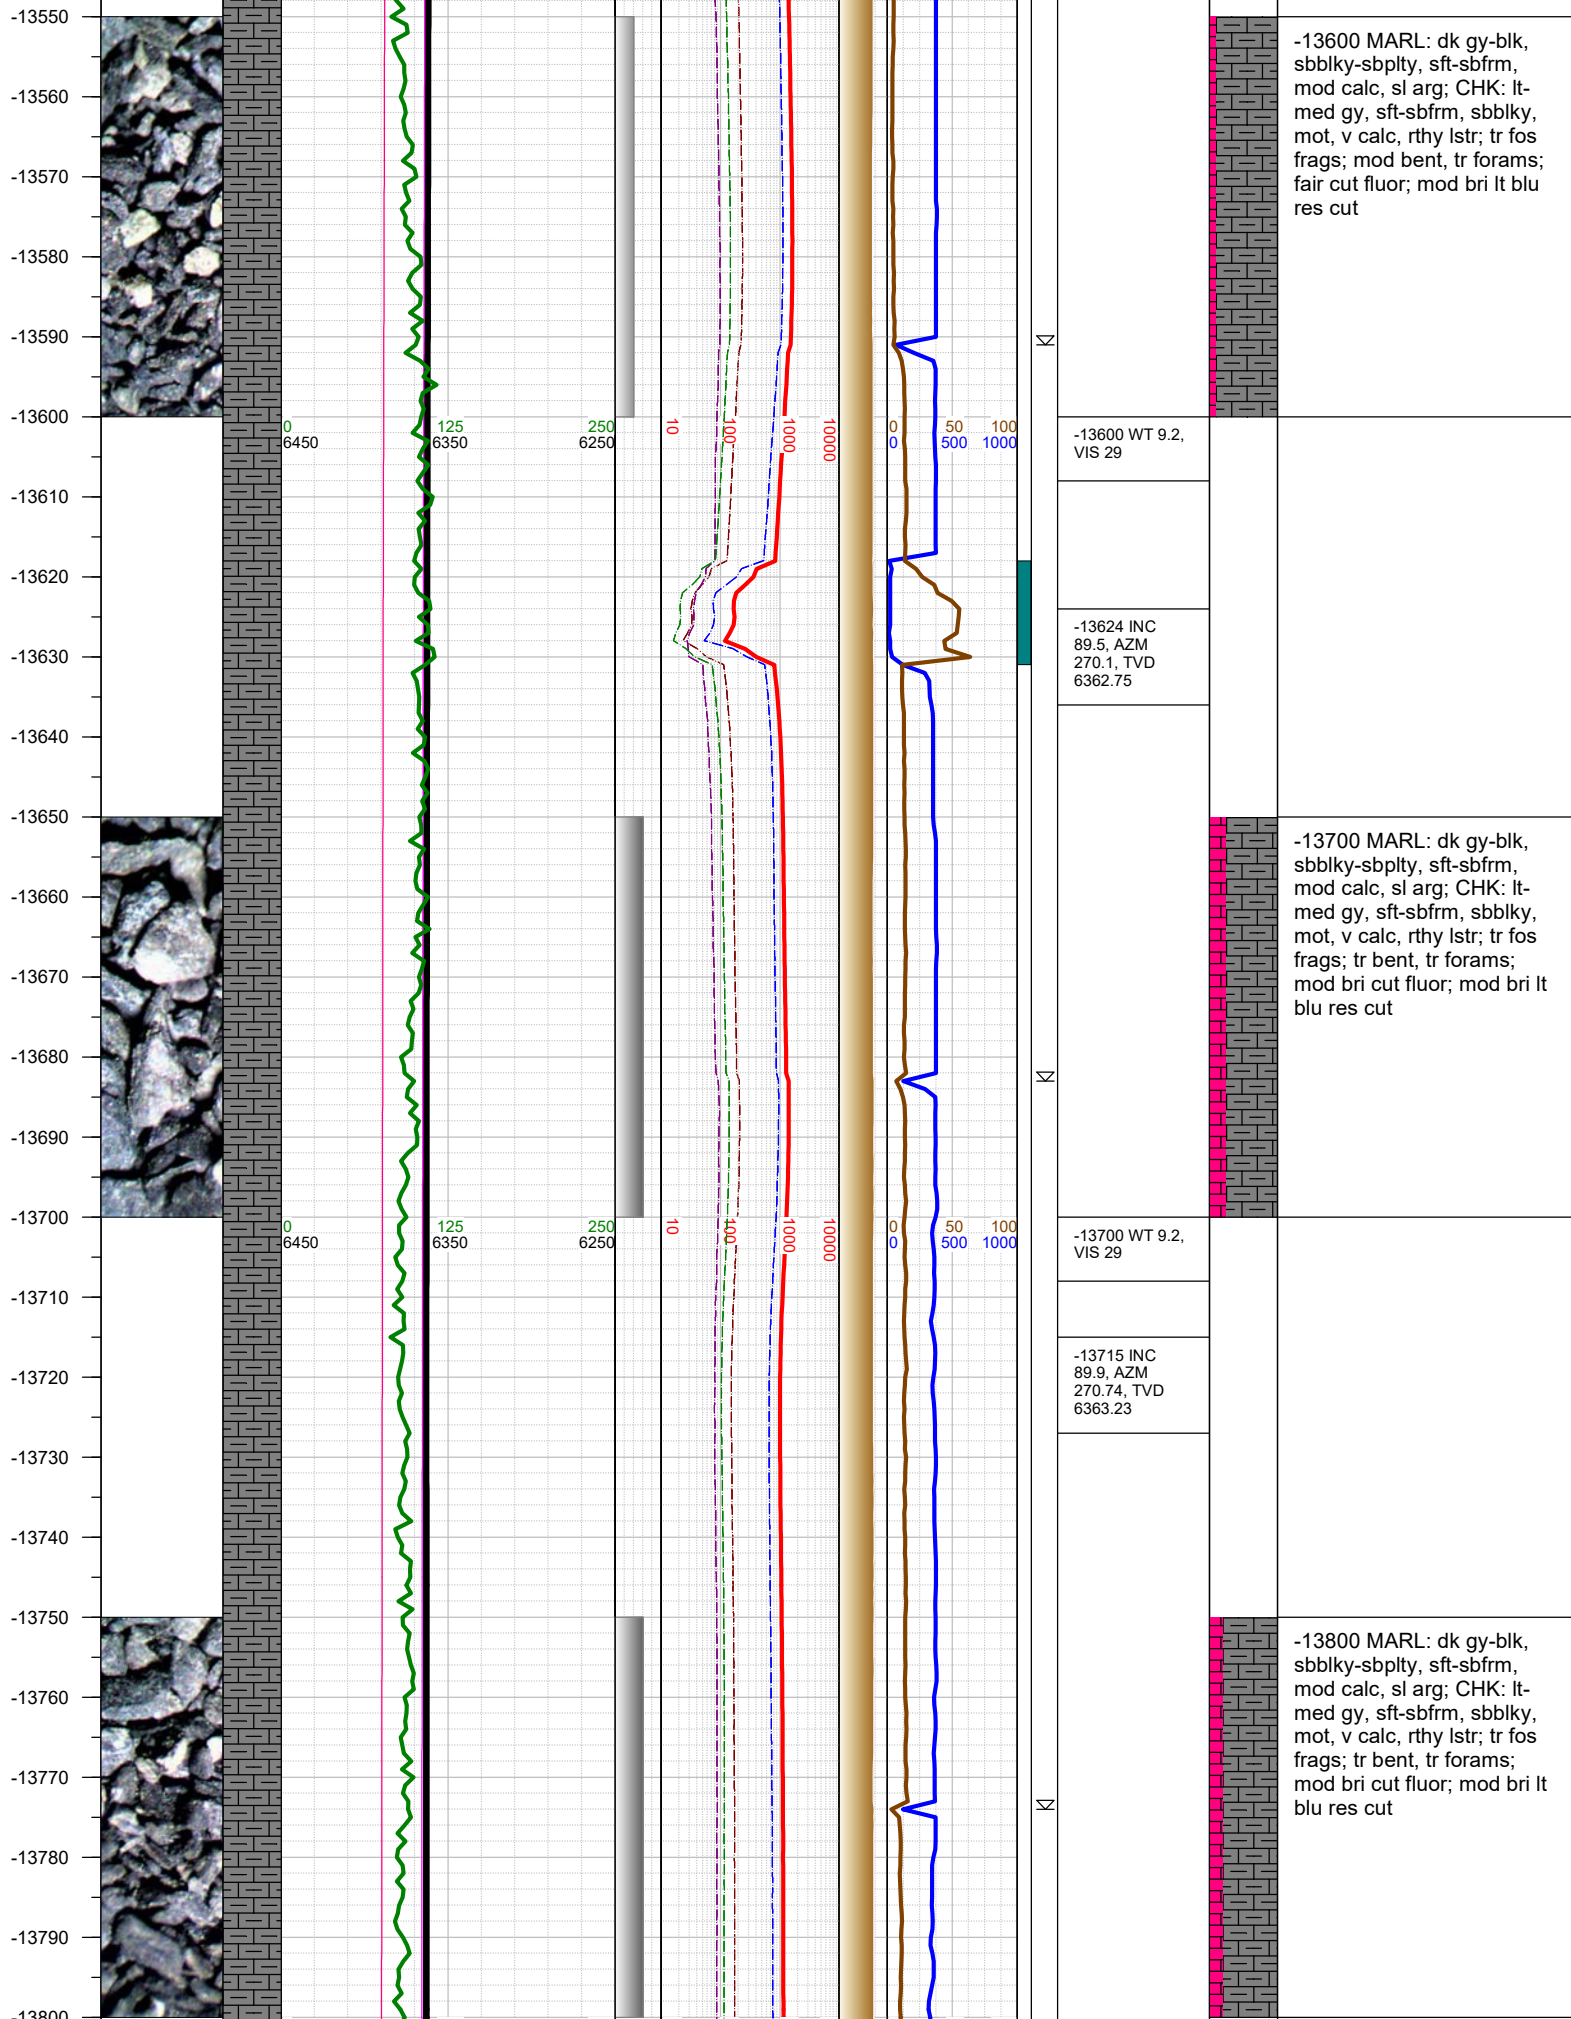 -13550
-13560
-13570
-13580
-13590
-13600
-13610
-13620
-13630
-13640
-13650
-13660
-13670
-13680
-13690
-13700
-13710
-13720
-13730
-13740
-13750
-13760
-13770
-13780
-13790
-13800
0 125 250
6450 6350 6250
10 100 1000 10000
0 50 100
0 500 1000
0 125 250
6450 6350 6250
10 100 1000 10000
0 50 100
0 500 1000
-13600 WT 9.2,
VIS 29
-13624 INC
89.5, AZM
270.1, TVD
6362.75
-13700 WT 9.2,
VIS 29
-13715 INC
89.9, AZM
270.74, TVD
6363.23
-13600 MARL: dk gy-blk,
sbblky-sbplty, sft-sbfrm,
mod calc, sl arg; CHK: lt-
med gy, sft-sbfrm, sbblky,
mot, v calc, rthy lstr; tr fos
frags; mod bent, tr forams;
fair cut fluor; mod bri lt blu
res cut
-13700 MARL: dk gy-blk,
sbblky-sbplty, sft-sbfrm,
mod calc, sl arg; CHK: lt-
med gy, sft-sbfrm, sbblky,
mot, v calc, rthy lstr; tr fos
frags; tr bent, tr forams;
mod bri cut fluor; mod bri lt
blu res cut
-13800 MARL: dk gy-blk,
sbblky-sbplty, sft-sbfrm,
mod calc, sl arg; CHK: lt-
med gy, sft-sbfrm, sbblky,
mot, v calc, rthy lstr; tr fos
frags; tr bent, tr forams;
mod bri cut fluor; mod bri lt
blu res cut